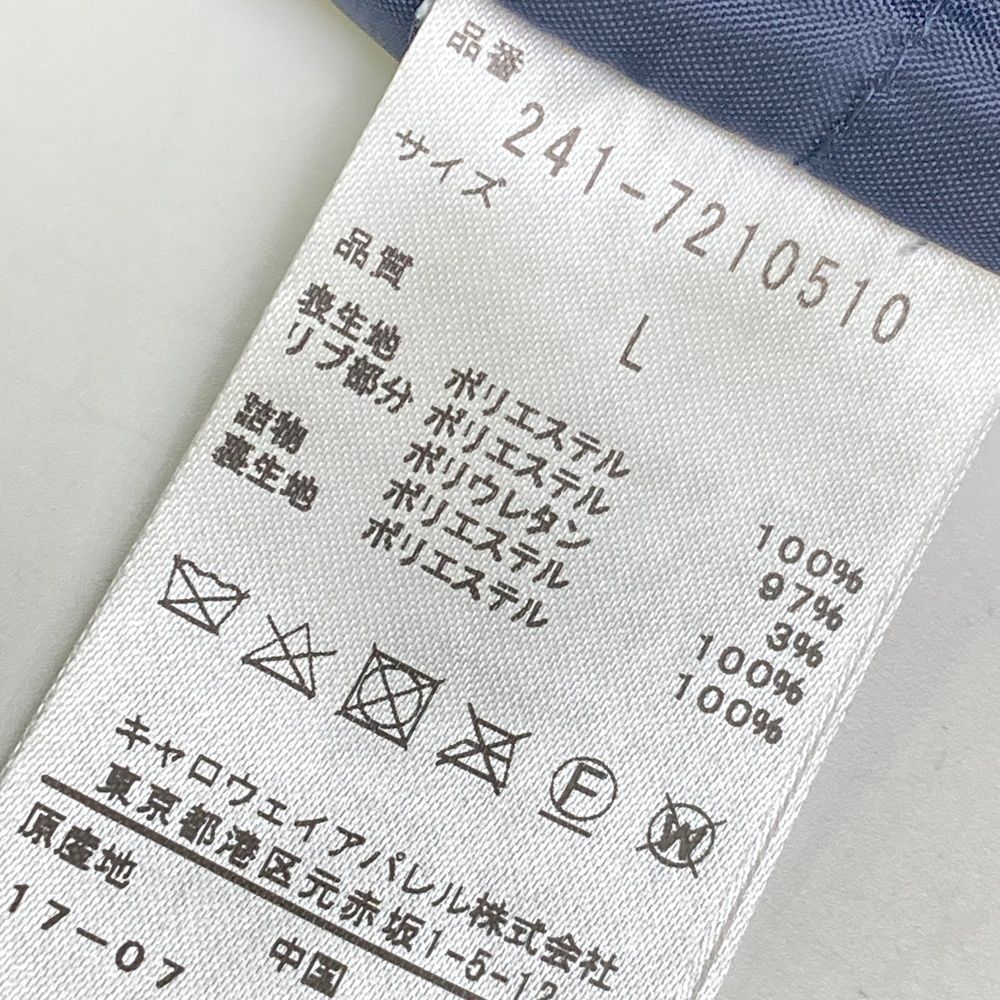 品番
241-7210510
サイズ
L
品質
表生地 ポリエステル 100%
リブ部分 ポリエステル 97%
ポリウレタン 3%
詰物 ポリエステル 100%
裏生地 ポリエステル 100%
F
W
キャロウェイアパレル株式会社
東京都港区元赤坂1-5-12
原産地 中国
17-07